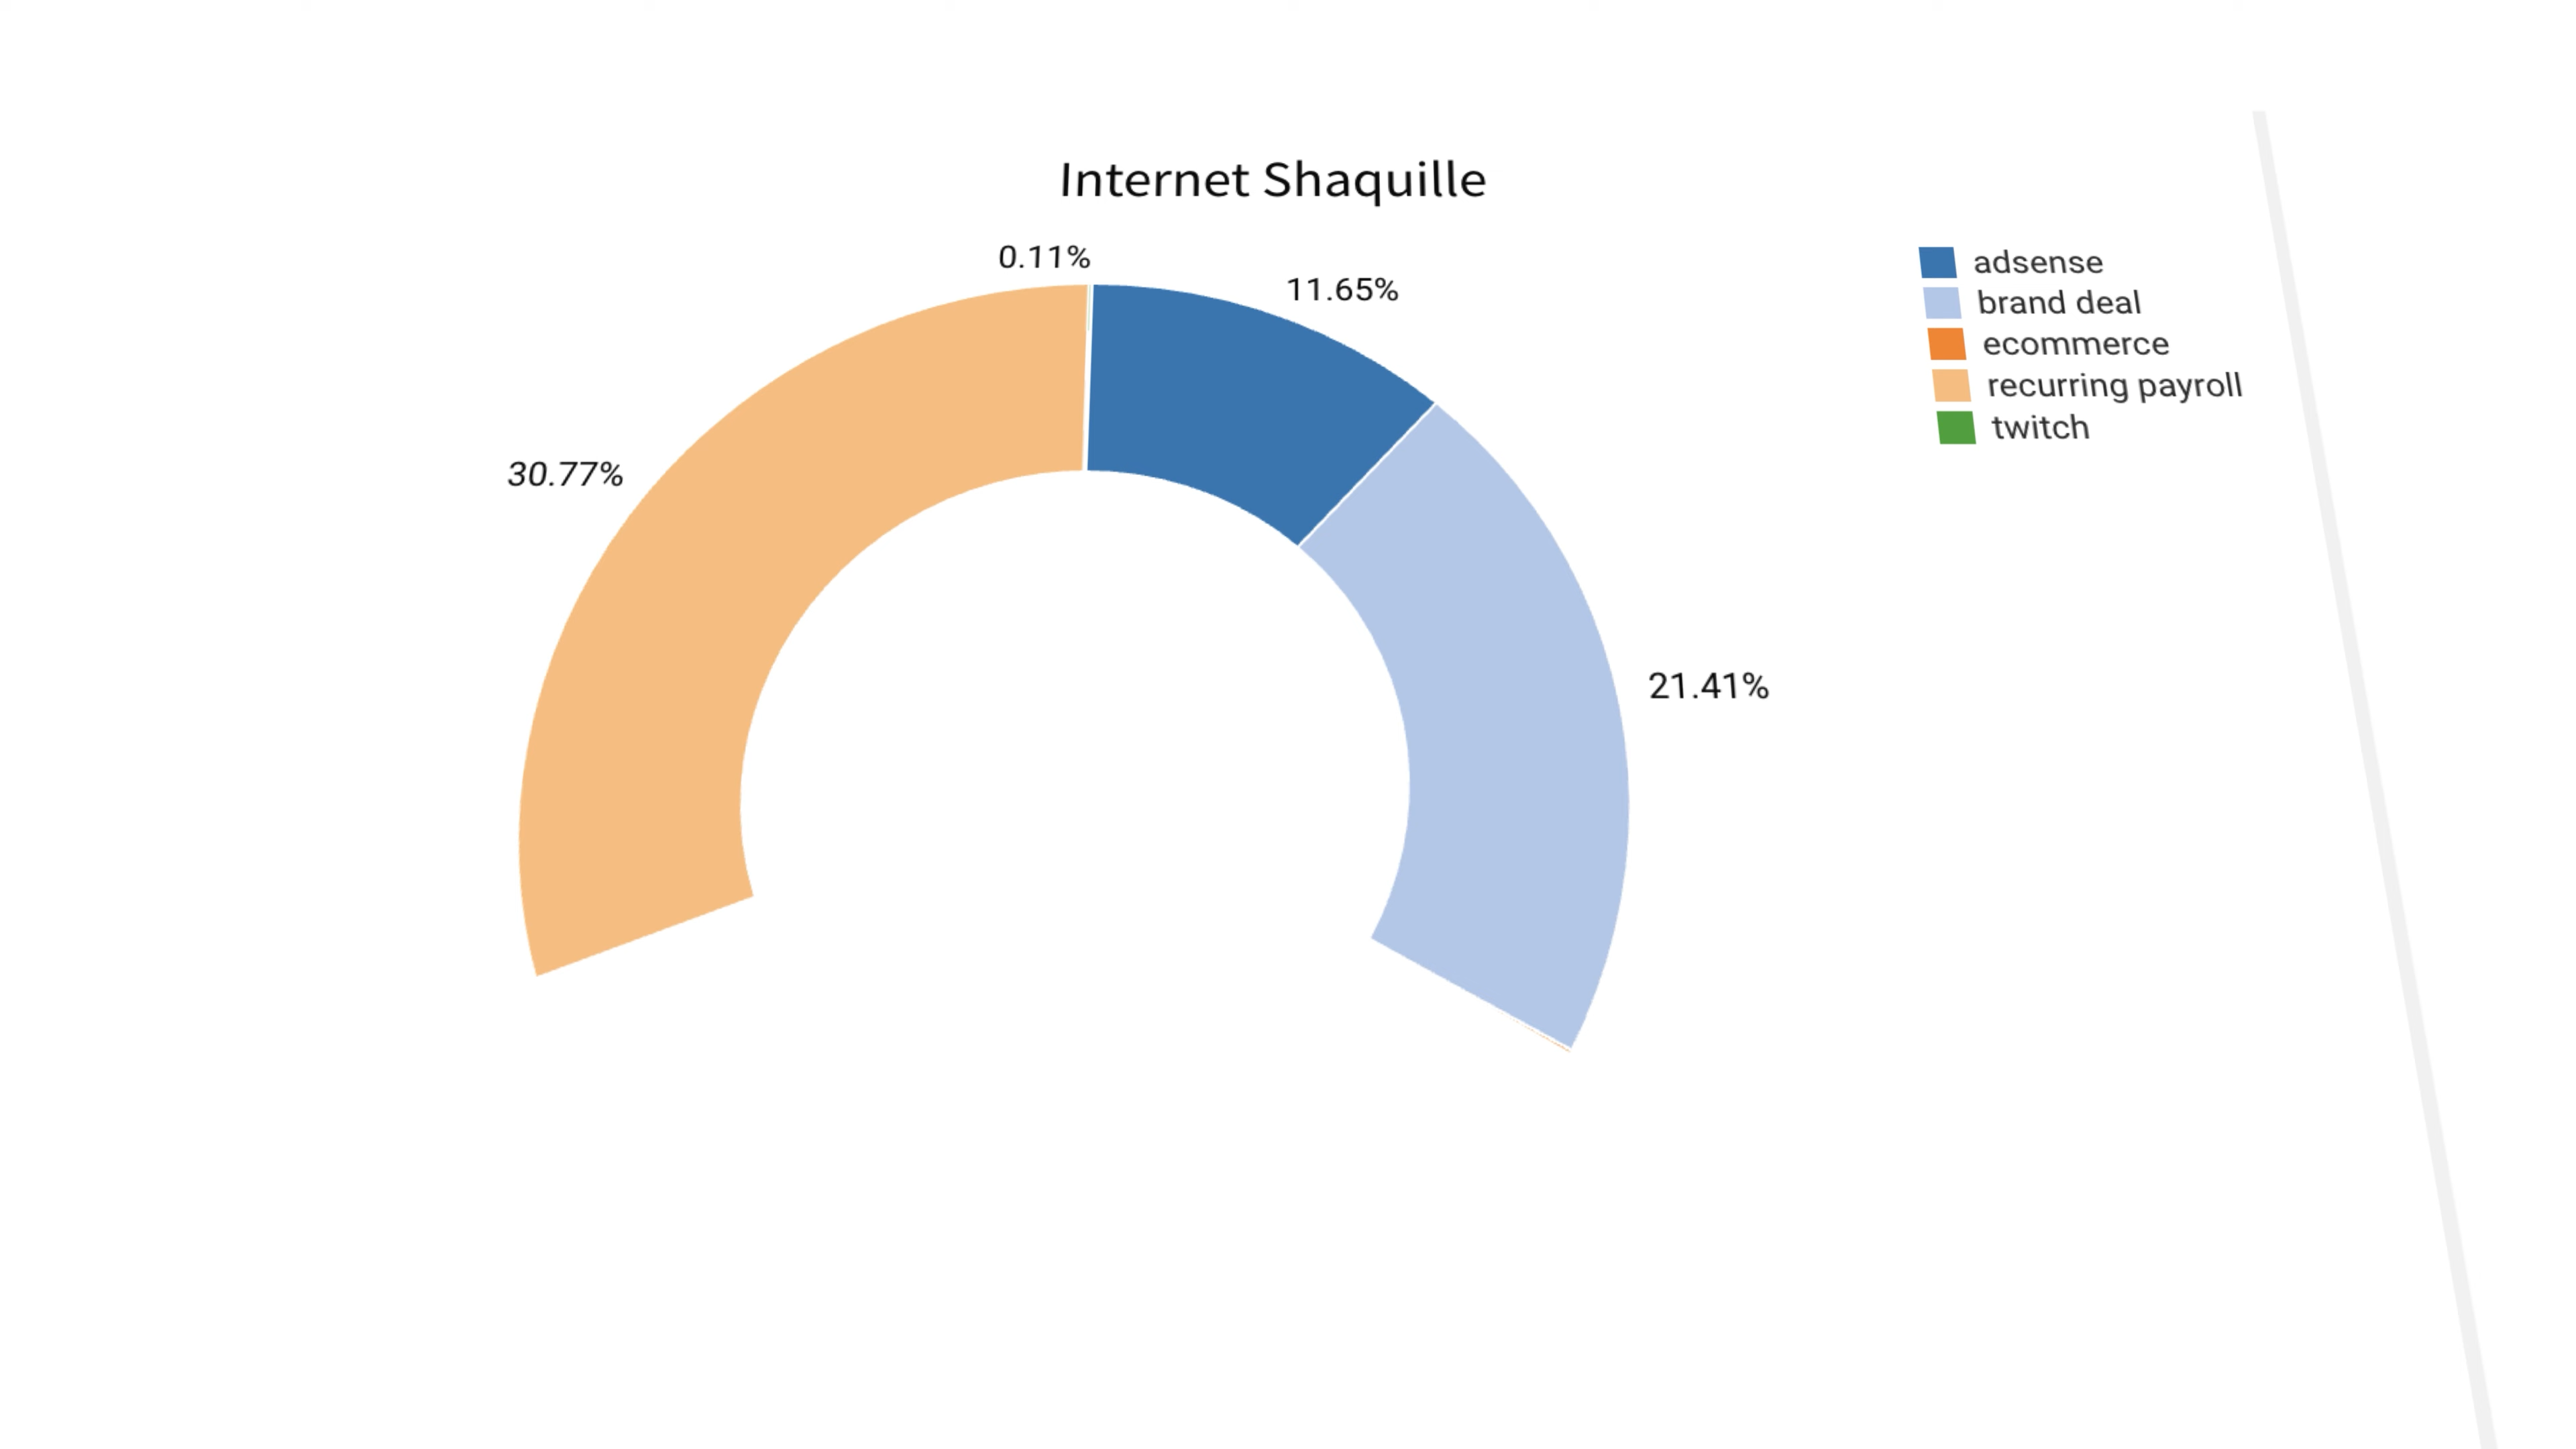 Internet Shaquille
0.11%
11.65%
30.77%
21.41%
adsense
brand deal
ecommerce
recurring payroll
twitch